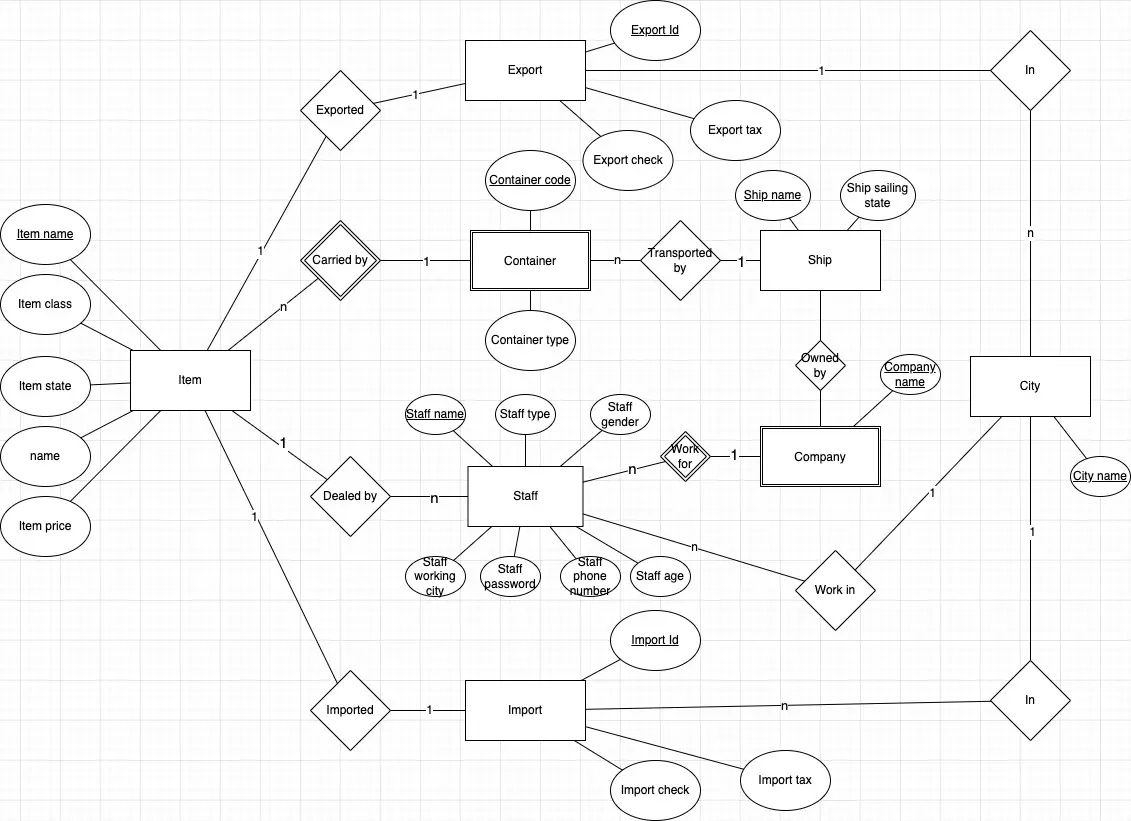 Export Id
Export
1
In
Exported
1
Export tax
Export check
Container code
Ship name
Ship sailing
state
Item name
1
n
Carried by
1
Container
n
Transported
by
1
Ship
Item class
n
Container type
Owned
by
Company
name
Item state
Item
City
Staff name
Staff type
Staff
gender
name
1
Work
for
1
Company
n
City name
Item price
Dealed by
n
Staff
1
1
n
1
Staff
working
city
Staff
password
Staff
phone
number
Staff age
Work in
Import Id
Imported
1
Import
n
In
Import check
Import tax